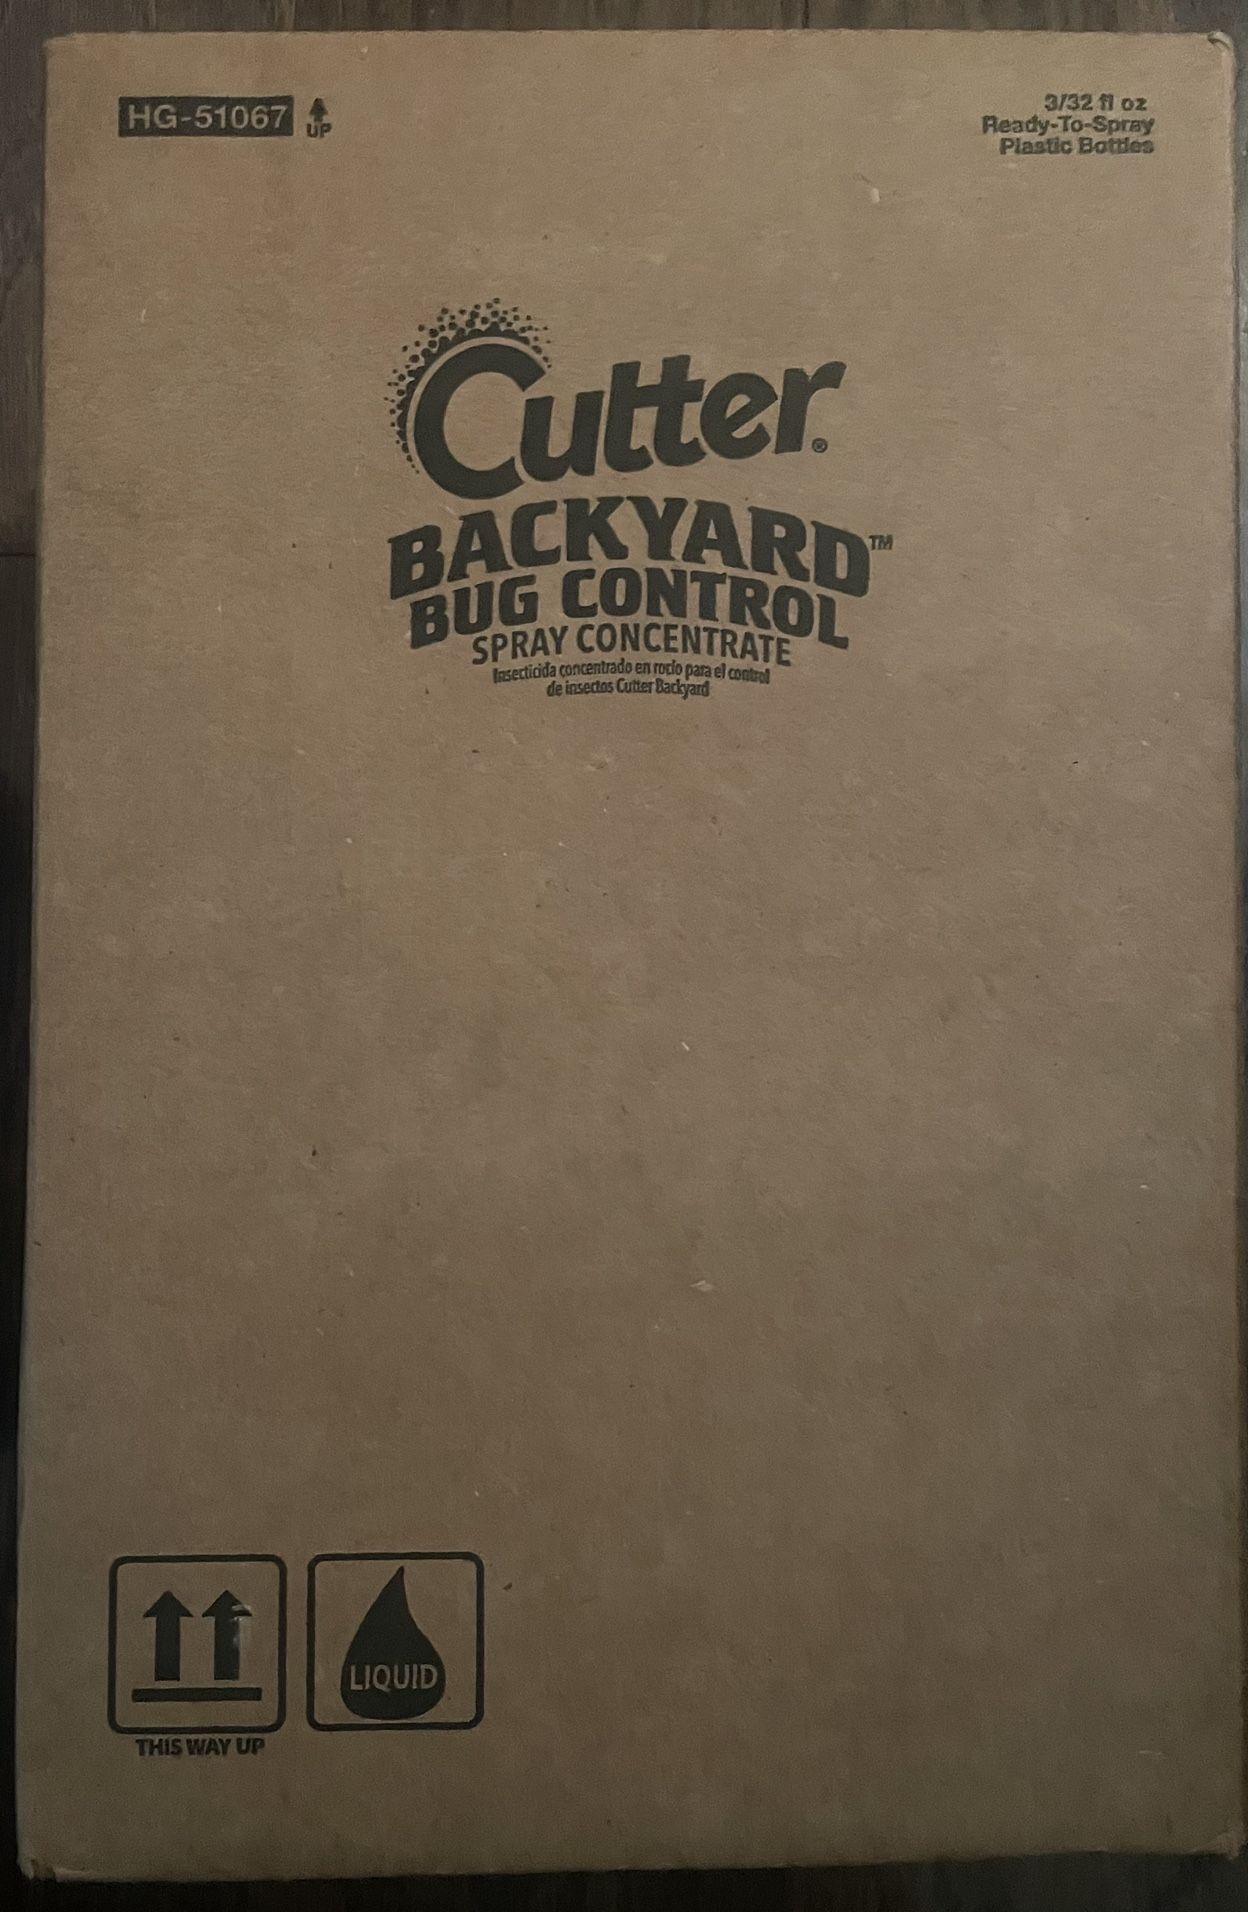 HG-51067
UP
3/32 fl oz
Ready-To-Spray
Plastic Bottles
Cutter®
BACKYARD™
BUG CONTROL
SPRAY CONCENTRATE
Insecticida concentrado en rocío para el control
de insectos Cutter Backyard
LIQUID
THIS WAY UP